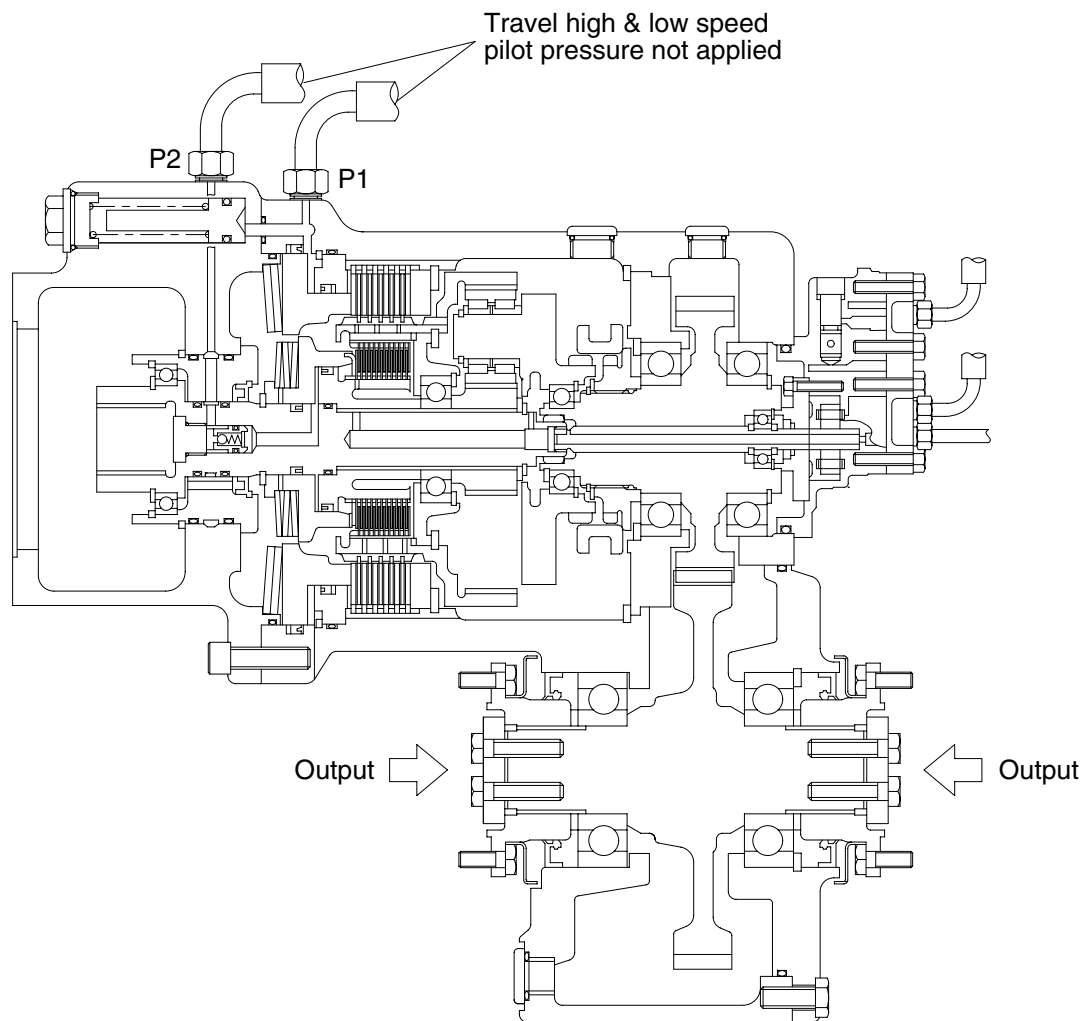 Travel high & low speed
pilot pressure not applied
P2
P1
Output
Output